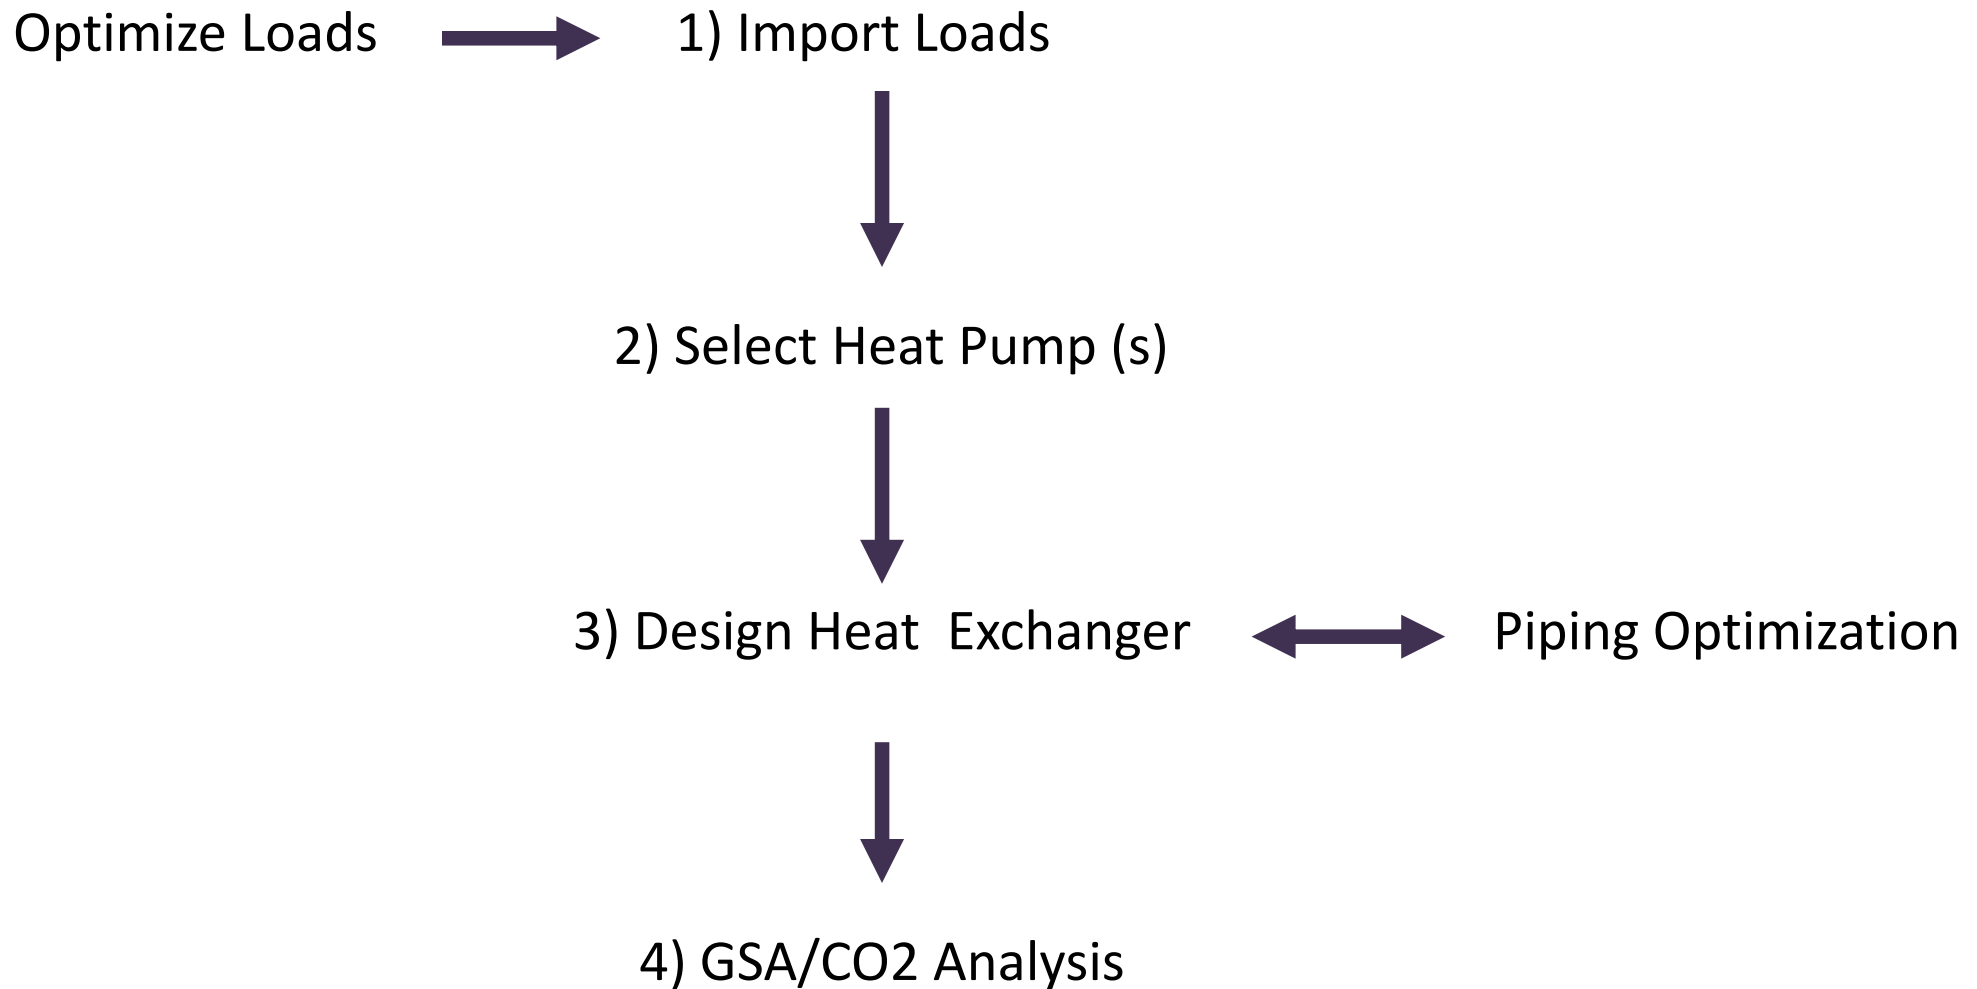 Optimize Loads
1) Import Loads
2) Select Heat Pump (s)
3) Design Heat  Exchanger
Piping Optimization
4) GSA/CO2 Analysis